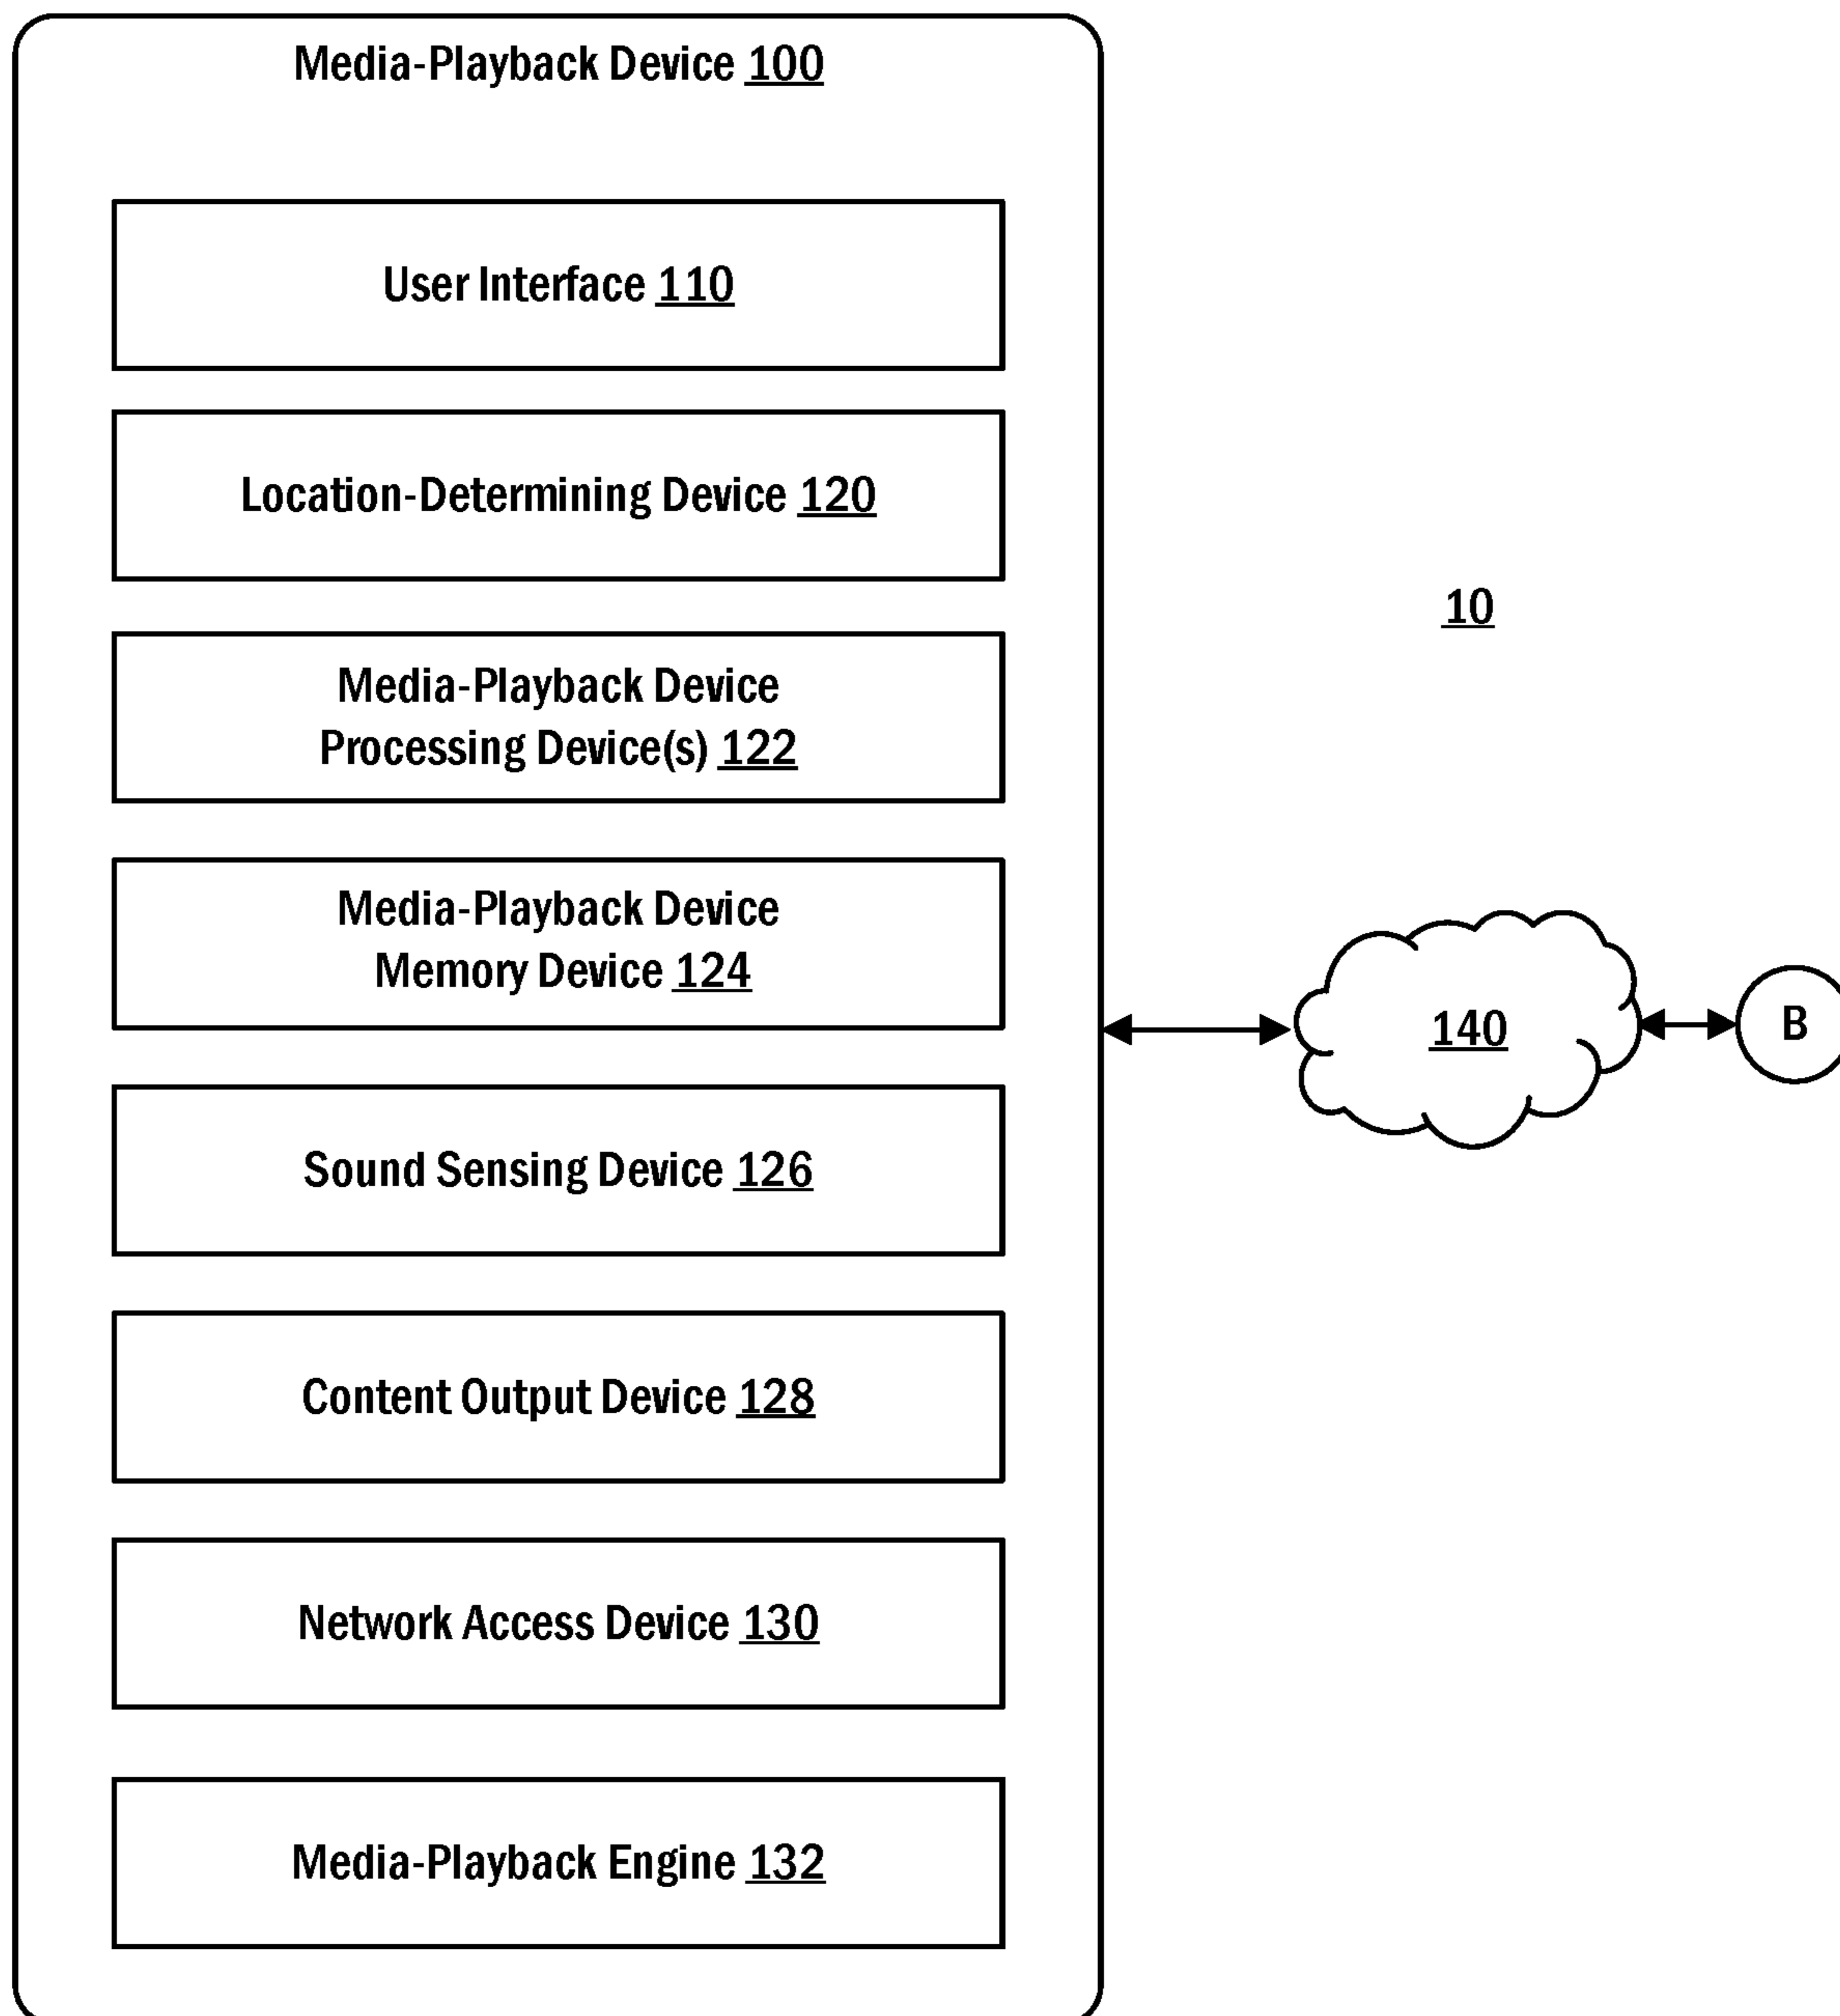 Media-Playback Device 100
User Interface 110
Location-Determining Device 120
Media-Playback Device
Processing Device(s) 122
Media-Playback Device
Memory Device 124
Sound Sensing Device 126
Content Output Device 128
Network Access Device 130
Media-Playback Engine 132
10
140
B